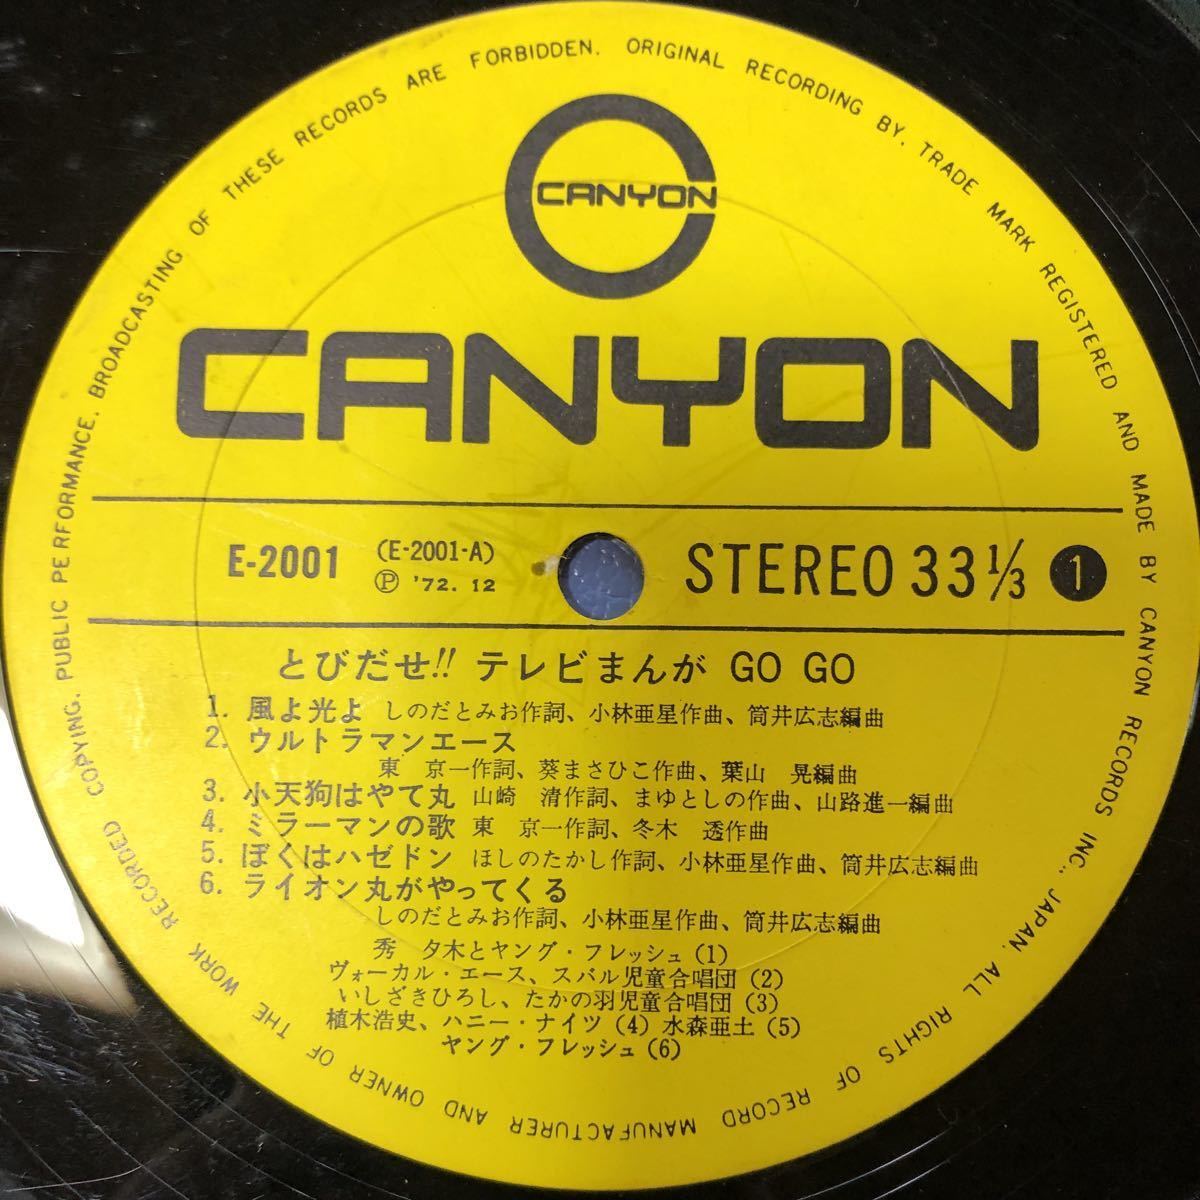 COPYING. PUBLIC PERFORMANCE. BROADCASTING OF THESE RECORDS ARE FORBIDDEN. ORIGINAL RECORDING BY. TRADE MARK REGISTERED AND MADE BY CANYON RECORDS INC., JAPAN. ALL RIGHTS OF RECORD MANUFACTURER AND OWNER OF THE WORK RECORDED
CANYON
CANYON
E-2001 (E-2001-A) STEREO 33 1/3 1
Ⓟ '72. 12
とびだせ!! テレビまんが GO GO
1. 風よ光よ しのだとみお作詞、小林亜星作曲、筒井広志編曲
2. ウルトラマンエース
東 京一作詞、葵まさひこ作曲、葉山 晃編曲
3. 小天狗はやて丸 山崎 清作詞、まゆとしの作曲、山路進一編曲
4. ミラーマンの歌 東 京一作詞、冬木 透作曲
5. ぼくはハゼドン ほしのたかし作詞、小林亜星作曲、筒井広志編曲
6. ライオン丸がやってくる
しのだとみお作詞、小林亜星作曲、筒井広志編曲
秀 夕木とヤング・フレッシュ (1)
ヴォーカル・エース、スバル児童合唱団 (2)
いしざきひろし、たかの羽児童合唱団 (3)
植木浩史、ハニー・ナイツ (4) 水森亜土 (5)
ヤング・フレッシュ (6)